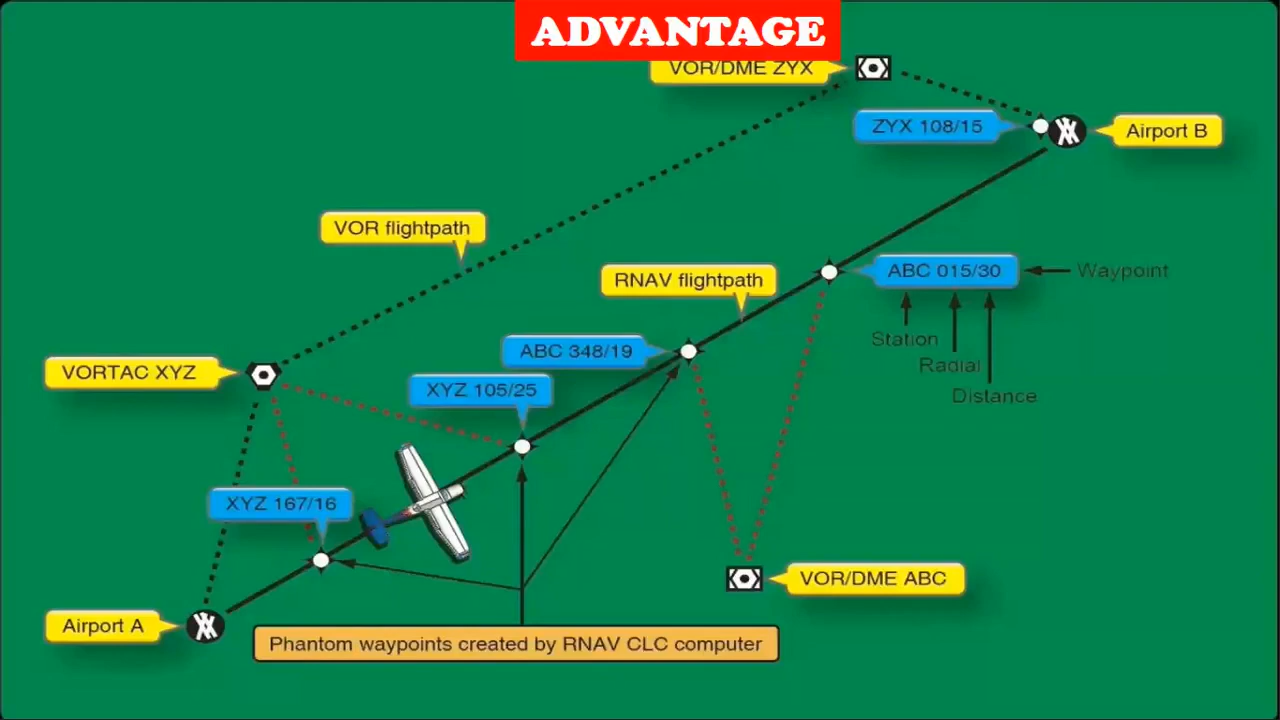 ADVANTAGE
VOR/DME ZYX
ZYX 108/15
Airport B
VOR flightpath
RNAV flightpath
ABC 015/30
Waypoint
Station
Radial
Distance
ABC 348/19
VORTAC XYZ
XYZ 105/25
XYZ 167/16
VOR/DME ABC
Airport A
Phantom waypoints created by RNAV CLC computer